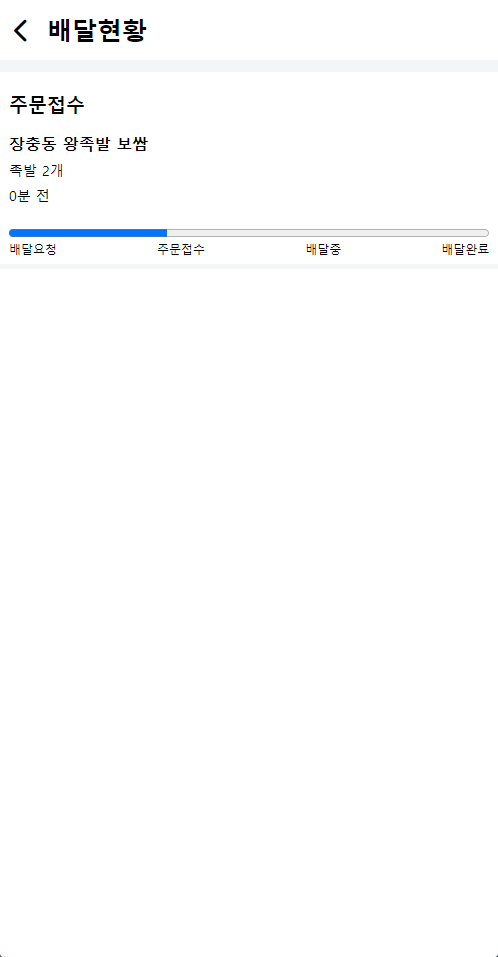 배달현황
주문접수
장충동 왕족발 보쌈
족발 2개
0분 전
배달요청 주문접수 배달중 배달완료